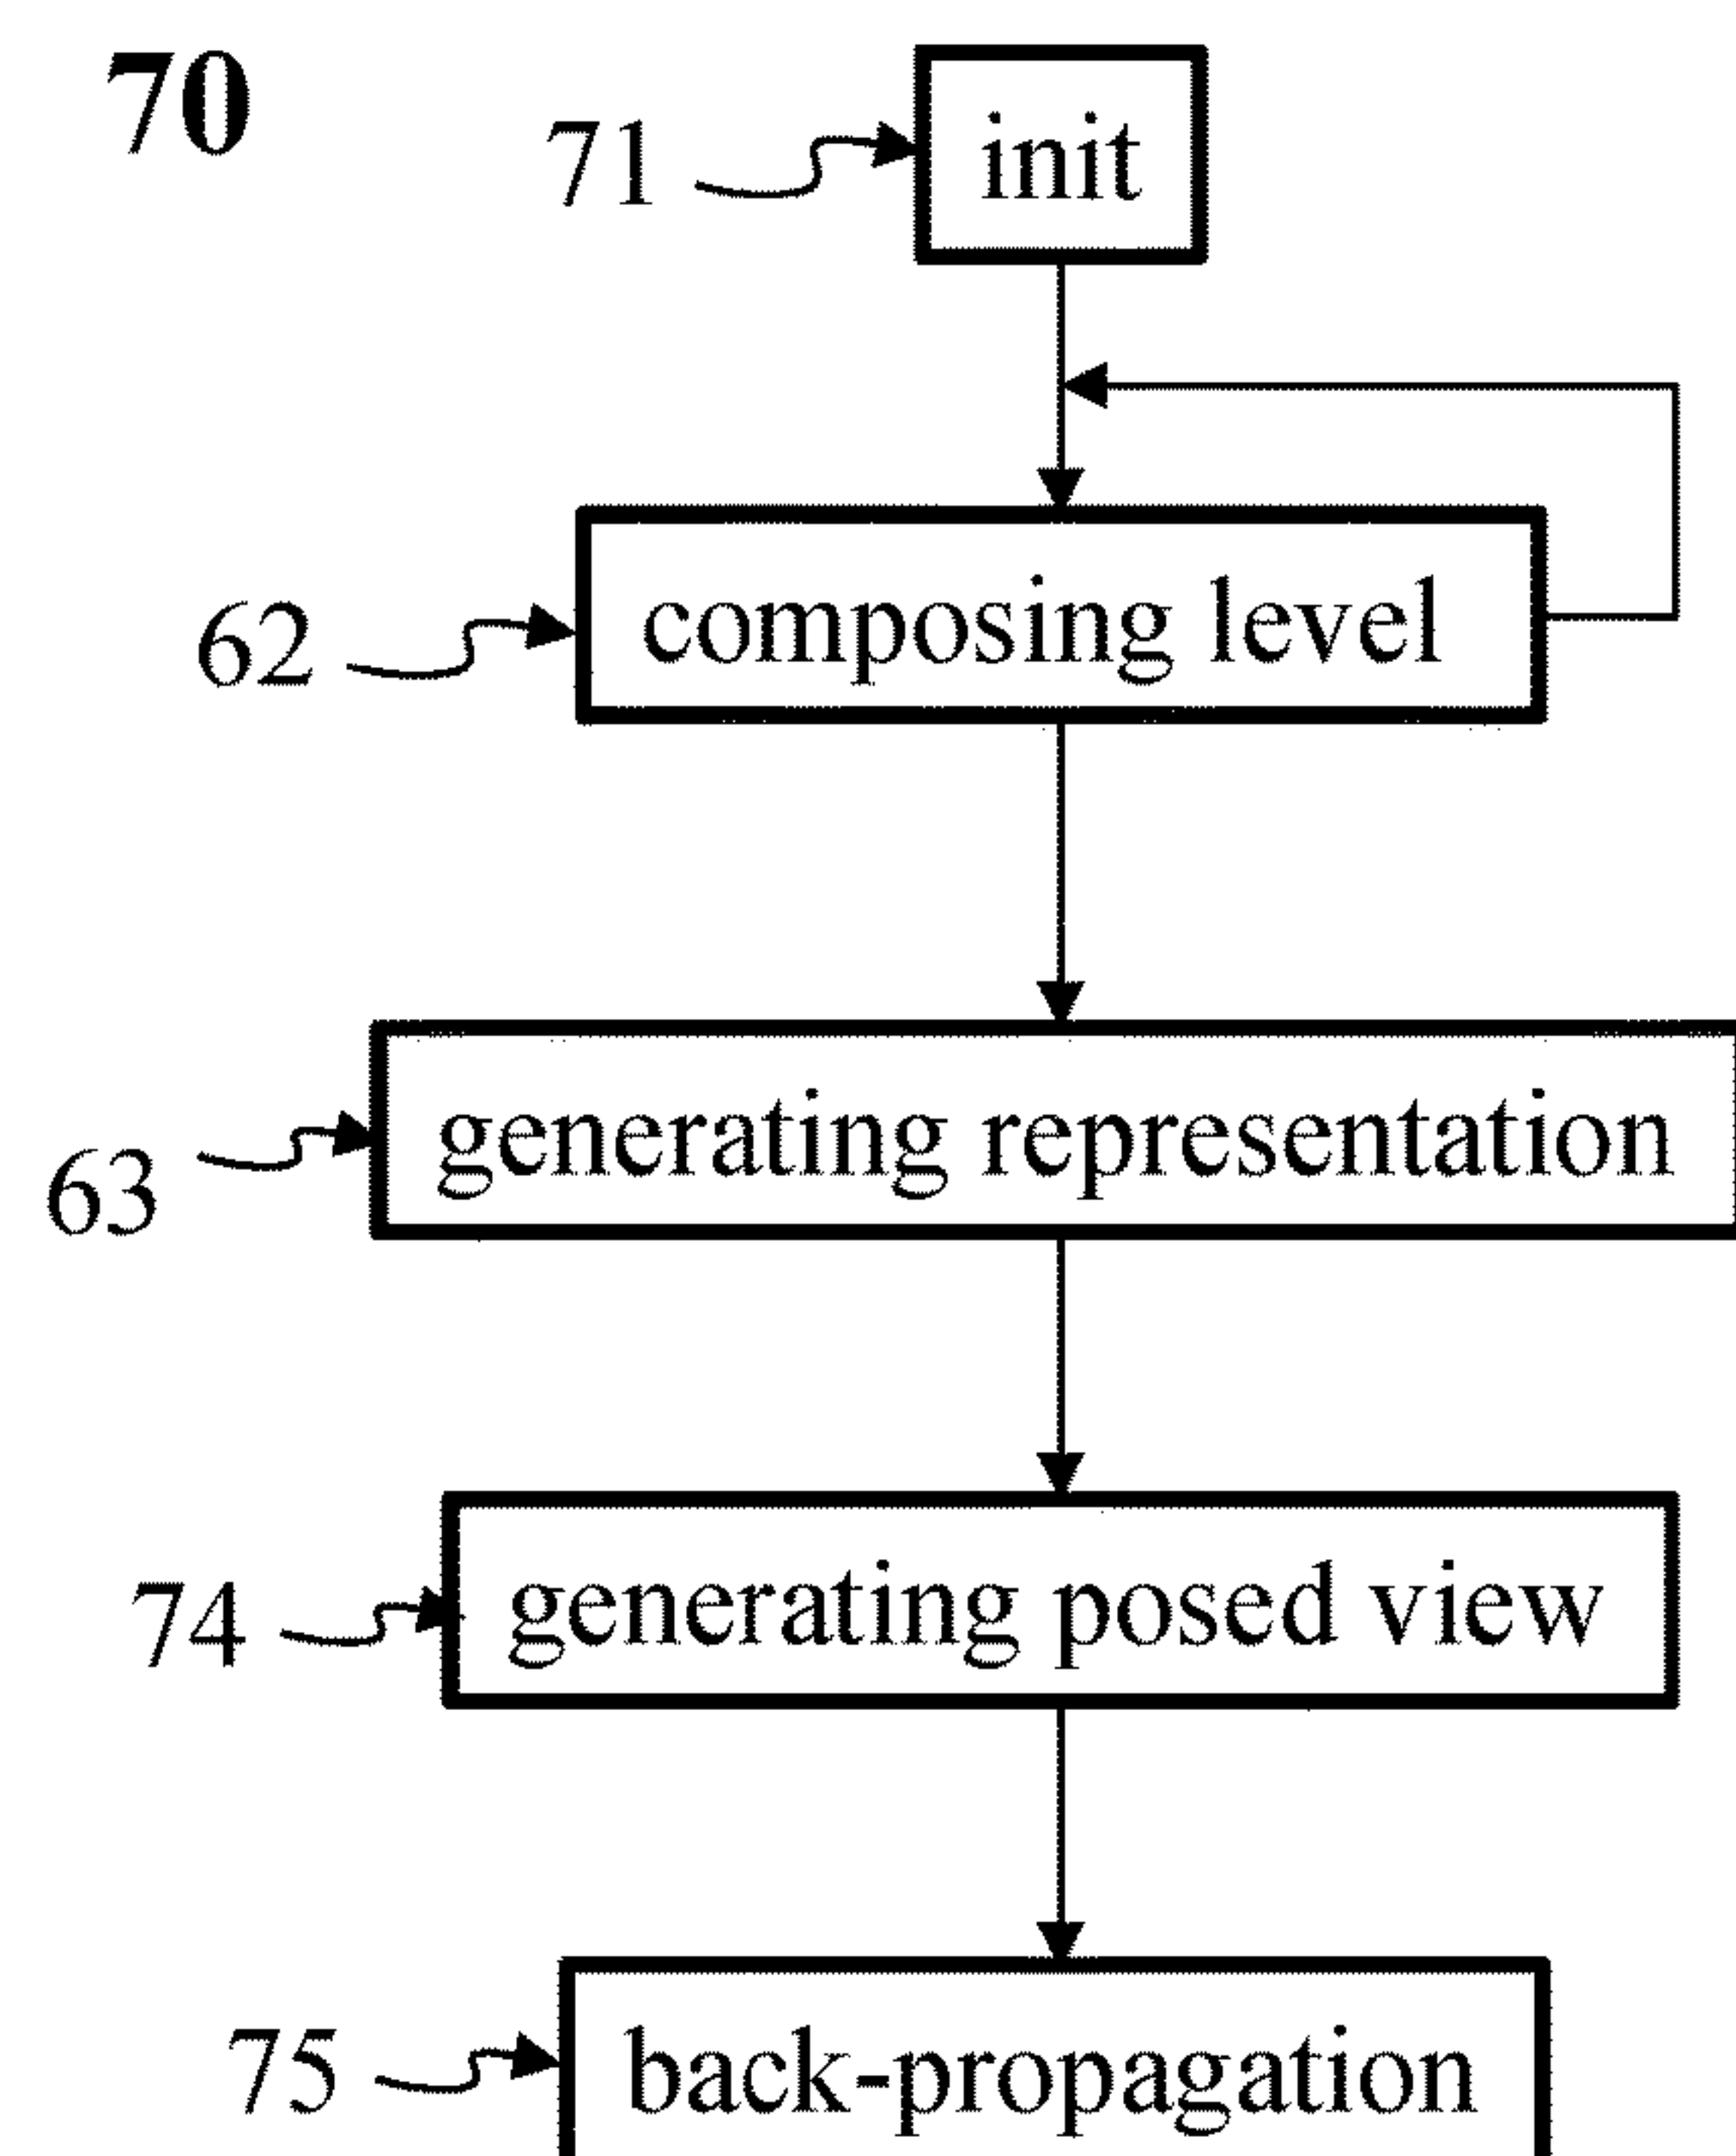 70
71 init
62 composing level
63 generating representation
74 generating posed view
75 back-propagation